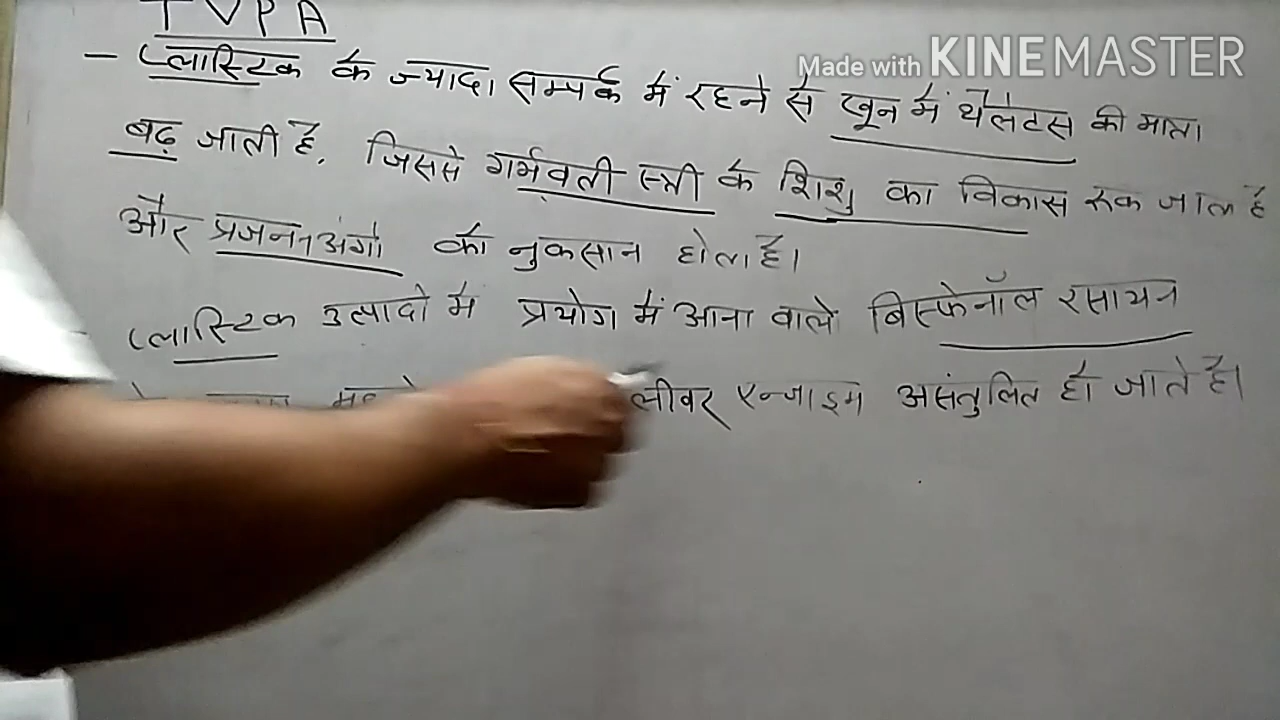 TVPA
Made with KINEMASTER
- प्लास्टिक के ज्यादा सम्पर्क में रहने से खून में थैलेटस की मात्रा
बढ़ जाती है, जिससे गर्भवती स्त्री के शिशु का विकास रूक जाता है
और प्रजनन अंगो को नुकसान होता है।
प्लास्टिक उत्पादो में प्रयोग में आना वाले बिस्फेनॉल रसायन
लीवर एन्जाइम असंतुलित हो जाते है।